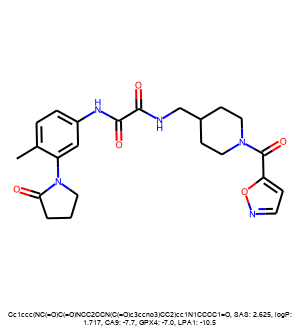 Cc1ccc(NC(=O)C(=O)NCC2CCN(C(=O)c3ccno3)CC2)cc1N1CCCC1=O, SAS: 2.625, logP:
1.717, CA9: -7.7, GPX4: -7.0, LPA1: -10.5
O
H
N
N
H
O
O
N
O
O
N
N
O